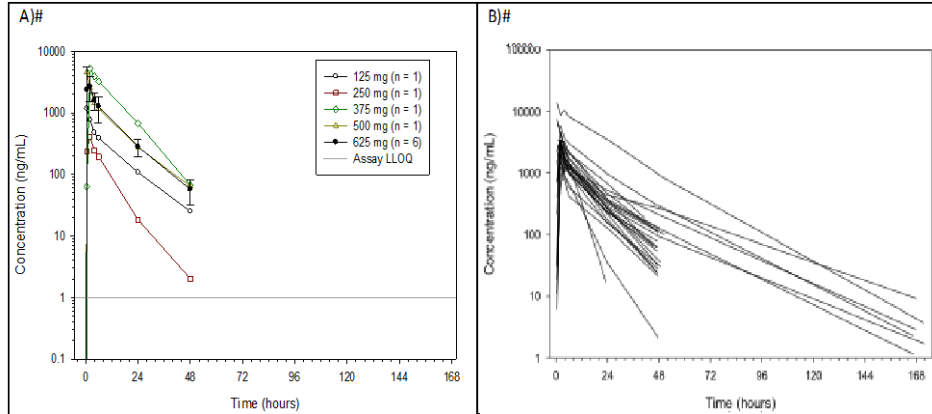 A)#
10000
1000
100
10
1
0.1
Concentration (ng/mL)
0 24 48 72 96 120 144 168
Time (hours)
125 mg (n = 1)
250 mg (n = 1)
375 mg (n = 1)
500 mg (n = 1)
625 mg (n = 6)
Assay LLOQ
B)#
100000
10000
1000
100
10
1
Concentration (ng/mL)
0 24 48 72 96 120 144 168
Time (hours)